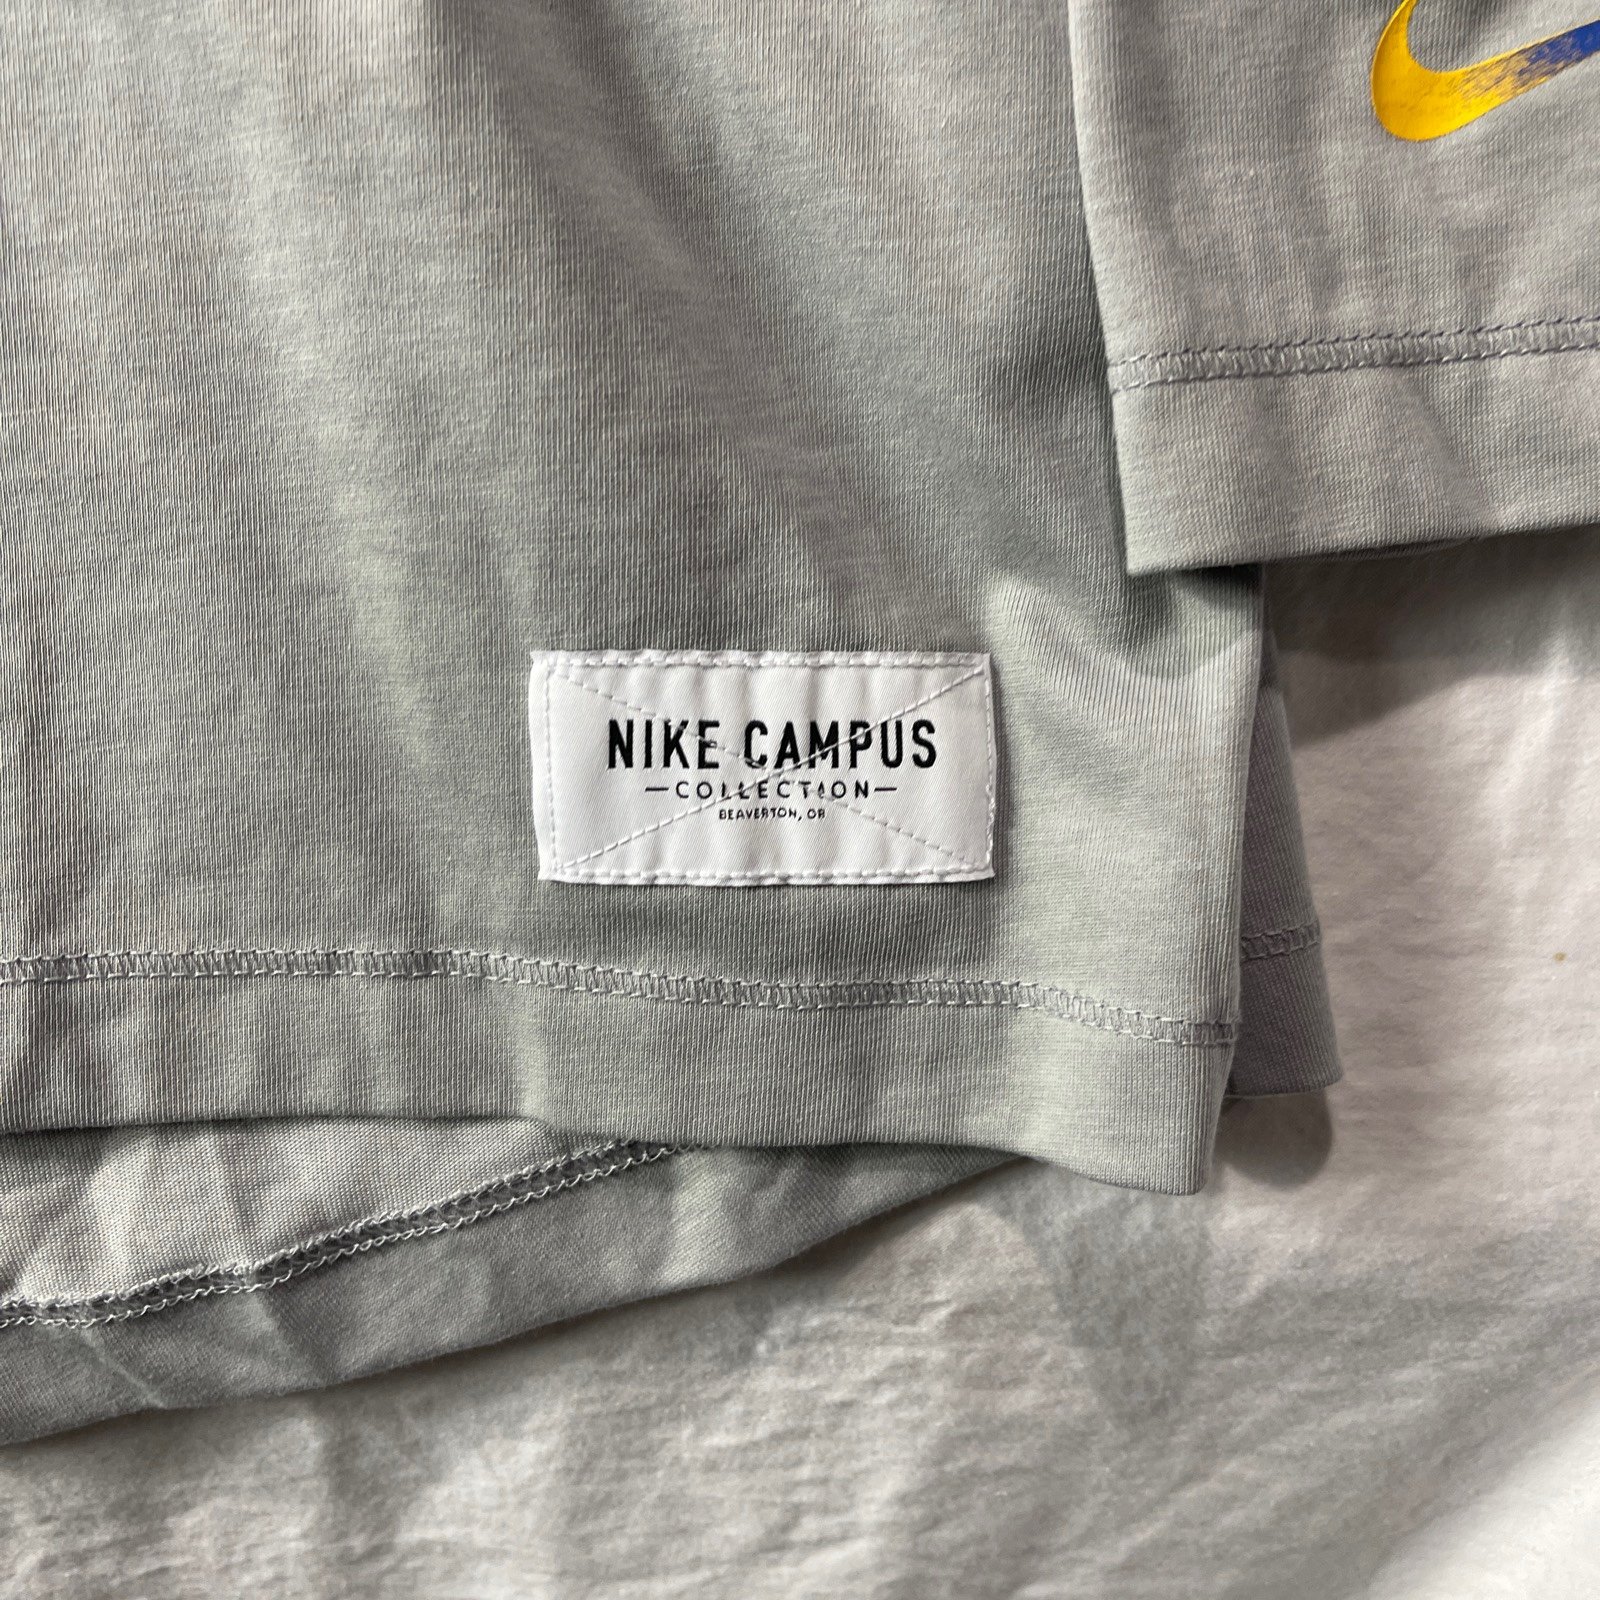 NIKE CAMPUS
—COLLECTION—
BEAVERTON, OR